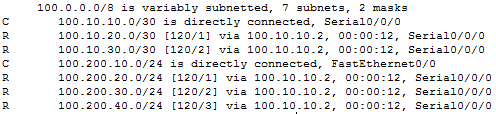 100.0.0.0/8 is variably subnetted, 7 subnets, 2 masks
C 100.10.10.0/30 is directly connected, Serial0/0/0
R 100.10.20.0/30 [120/1] via 100.10.10.2, 00:00:12, Serial0/0/0
R 100.10.30.0/30 [120/2] via 100.10.10.2, 00:00:12, Serial0/0/0
C 100.200.10.0/24 is directly connected, FastEthernet0/0
R 100.200.20.0/24 [120/1] via 100.10.10.2, 00:00:12, Serial0/0/0
R 100.200.30.0/24 [120/2] via 100.10.10.2, 00:00:12, Serial0/0/0
R 100.200.40.0/24 [120/3] via 100.10.10.2, 00:00:12, Serial0/0/0